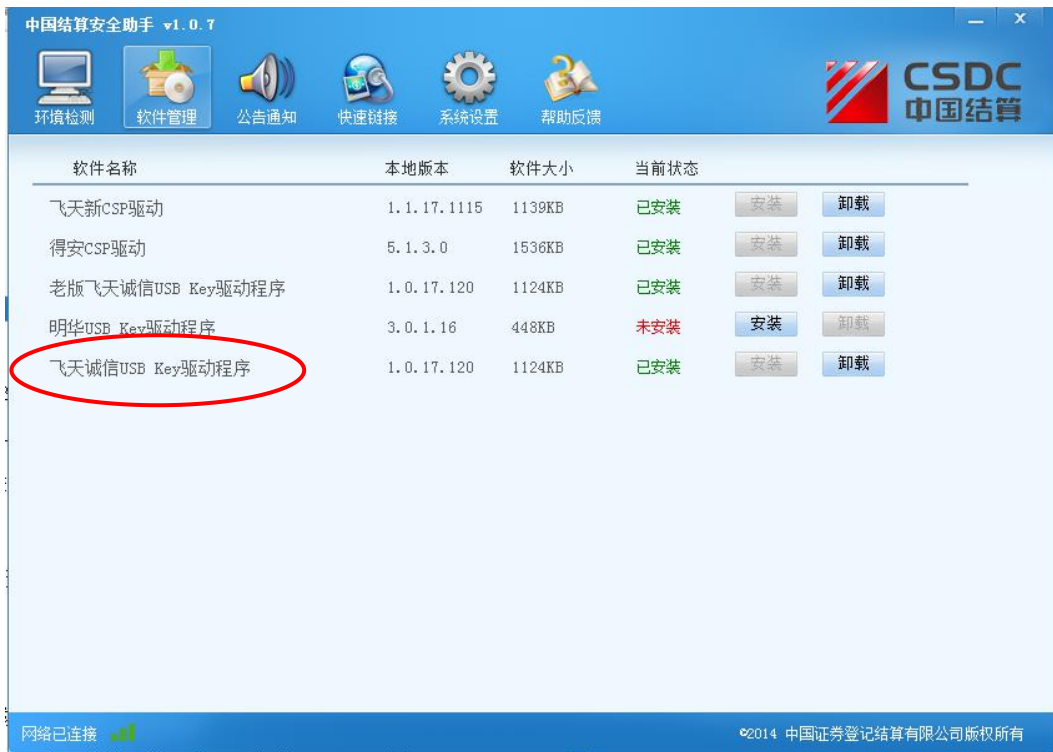 中国结算安全助手 v1.0.7
环境检测 软件管理 公告通知 快速链接 系统设置 帮助反馈
CSDC
中国结算
软件名称 本地版本 软件大小 当前状态
飞天新CSP驱动 1.1.17.1115 1139KB 已安装 安装 卸载
得安CSP驱动 5.1.3.0 1536KB 已安装 安装 卸载
老版飞天诚信USB Key驱动程序 1.0.17.120 1124KB 已安装 安装 卸载
明华USB Key驱动程序 3.0.1.16 448KB 未安装 安装 卸载
飞天诚信USB Key驱动程序 1.0.17.120 1124KB 已安装 安装 卸载
网络已连接 ©2014 中国证券登记结算有限公司版权所有